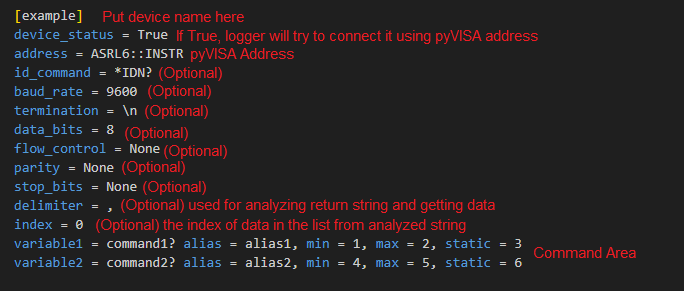 [example] Put device name here
device_status = True If True, logger will try to connect it using pyVISA address
address = ASRL6::INSTR pyVISA Address
id_command = *IDN? (Optional)
baud_rate = 9600 (Optional)
termination = \n (Optional)
data_bits = 8 (Optional)
flow_control = None (Optional)
parity = None (Optional)
stop_bits = None (Optional)
delimiter = , (Optional) used for analyzing return string and getting data
index = 0 (Optional) the index of data in the list from analyzed string
variable1 = command1? alias = alias1, min = 1, max = 2, static = 3
Command Area
variable2 = command2? alias = alias2, min = 4, max = 5, static = 6